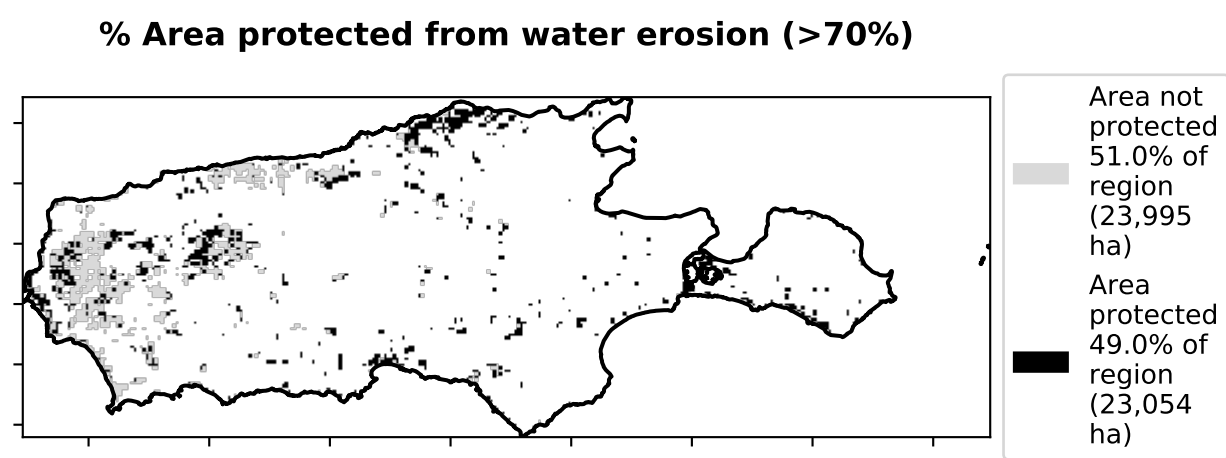 % Area protected from water erosion (>70%)
Area not
protected
51.0% of
region
(23,995
ha)
Area
protected
49.0% of
region
(23,054
ha)